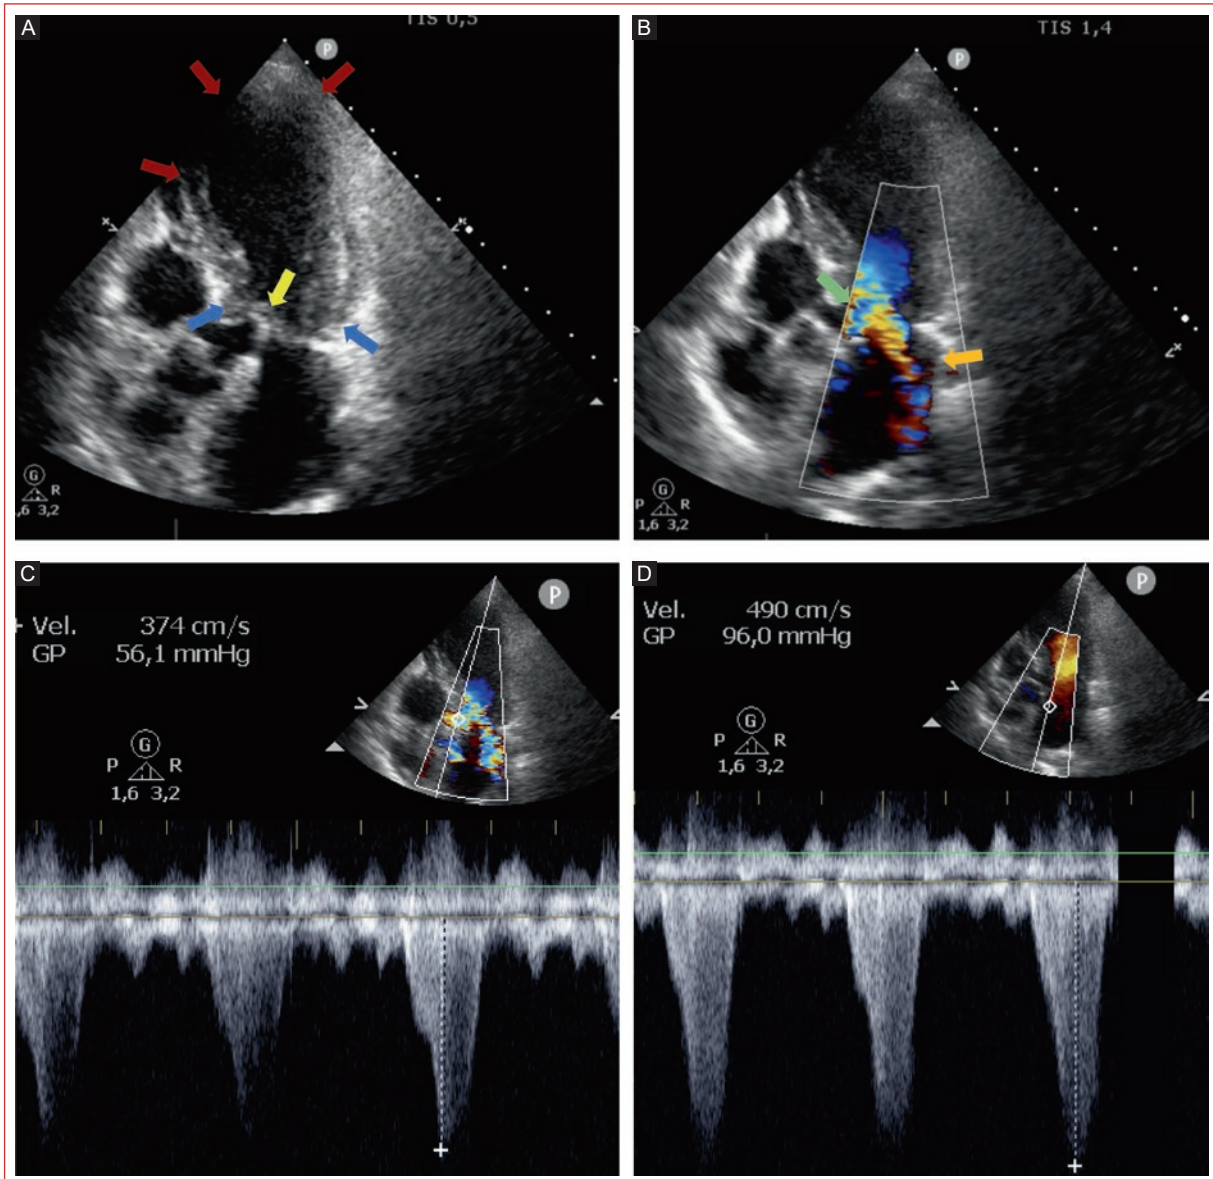 A
TIS 0,5
P
G
R
,6 3,2
B
TIS 1,4
P
G
P R
1,6 3,2
C
Vel. 374 cm/s
GP 56,1 mmHg
P
G
P R
1,6 3,2
D
Vel. 490 cm/s
GP 96,0 mmHg
P
G
P R
1,6 3,2